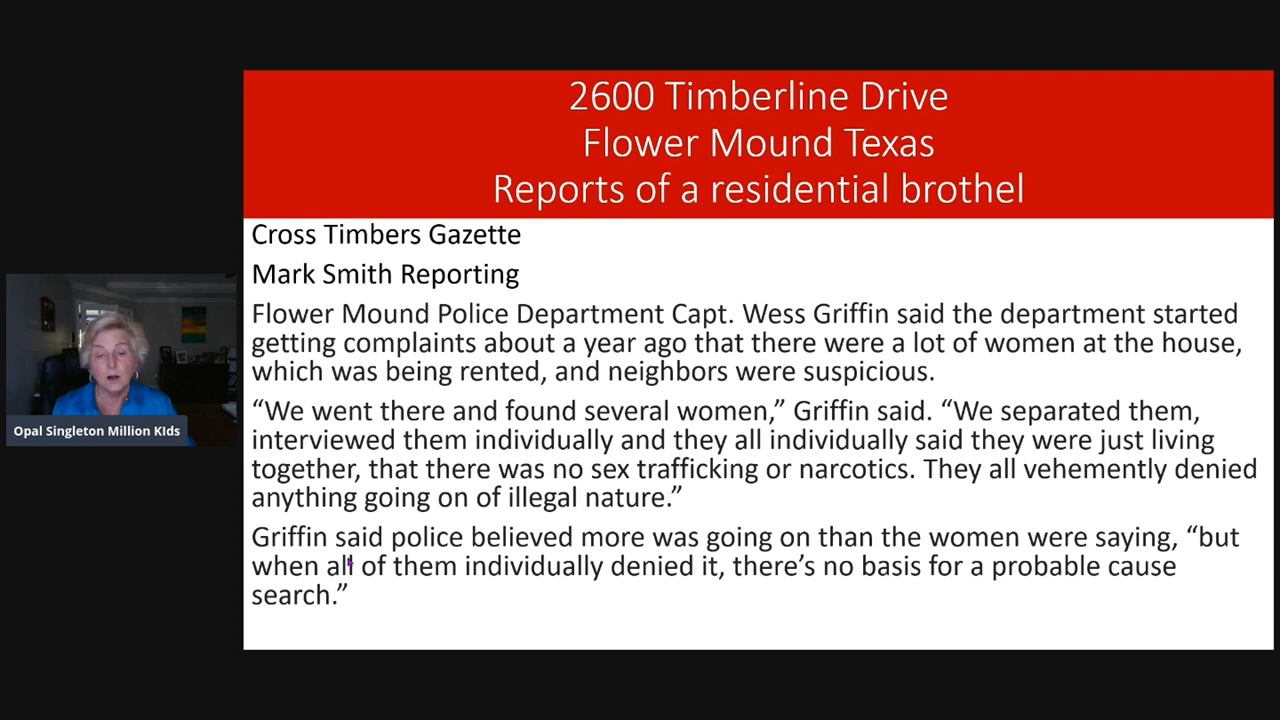 2600 Timberline Drive
Flower Mound Texas
Reports of a residential brothel
Cross Timbers Gazette
Mark Smith Reporting
Flower Mound Police Department Capt. Wess Griffin said the department started
getting complaints about a year ago that there were a lot of women at the house,
which was being rented, and neighbors were suspicious.
“We went there and found several women,” Griffin said. “We separated them,
interviewed them individually and they all individually said they were just living
together, that there was no sex trafficking or narcotics. They all vehemently denied
anything going on of illegal nature.”
Griffin said police believed more was going on than the women were saying, “but
when all of them individually denied it, there’s no basis for a probable cause
search.”
Opal Singleton Million KIds